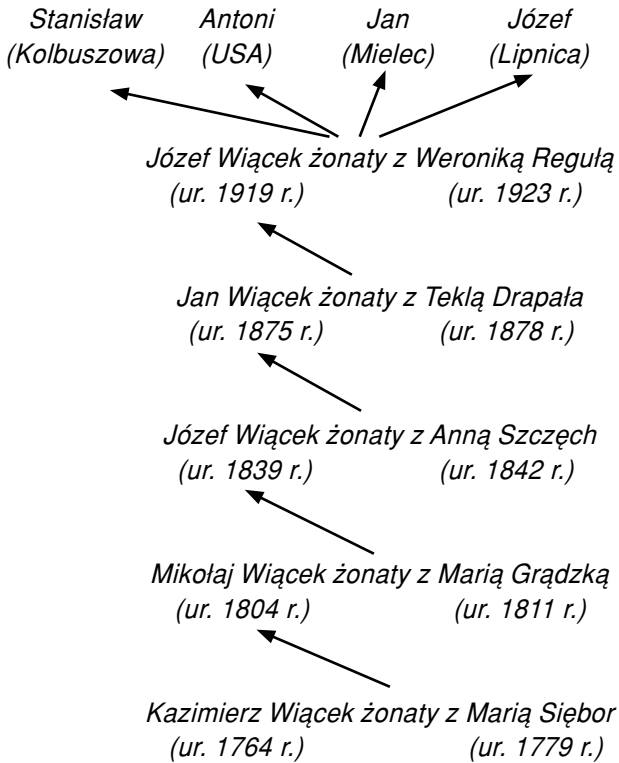 Stanisław Antoni Jan Józef
(Kolbuszowa) (USA) (Mielec) (Lipnica)
Józef Wiącek żonaty z Weroniką Regułą
(ur. 1919 r.) (ur. 1923 r.)
Jan Wiącek żonaty z Teklą Drapała
(ur. 1875 r.) (ur. 1878 r.)
Józef Wiącek żonaty z Anną Szczęch
(ur. 1839 r.) (ur. 1842 r.)
Mikołaj Wiącek żonaty z Marią Grądzką
(ur. 1804 r.) (ur. 1811 r.)
Kazimierz Wiącek żonaty z Marią Siębor
(ur. 1764 r.) (ur. 1779 r.)